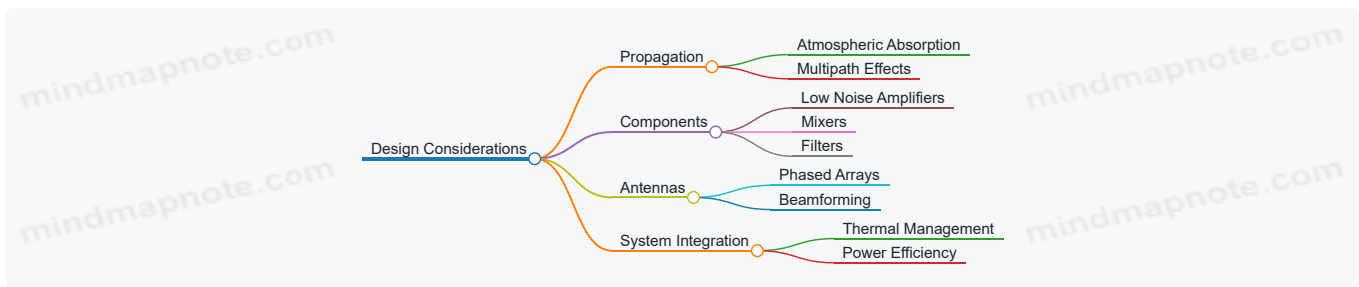 mindmapnote.com
mindmapnote.com
Design Considerations
Propagation
Atmospheric Absorption
Multipath Effects
Components
Low Noise Amplifiers
Mixers
Filters
Antennas
Phased Arrays
Beamforming
System Integration
Thermal Management
Power Efficiency
mindmapnote.com
mindmapnote.com